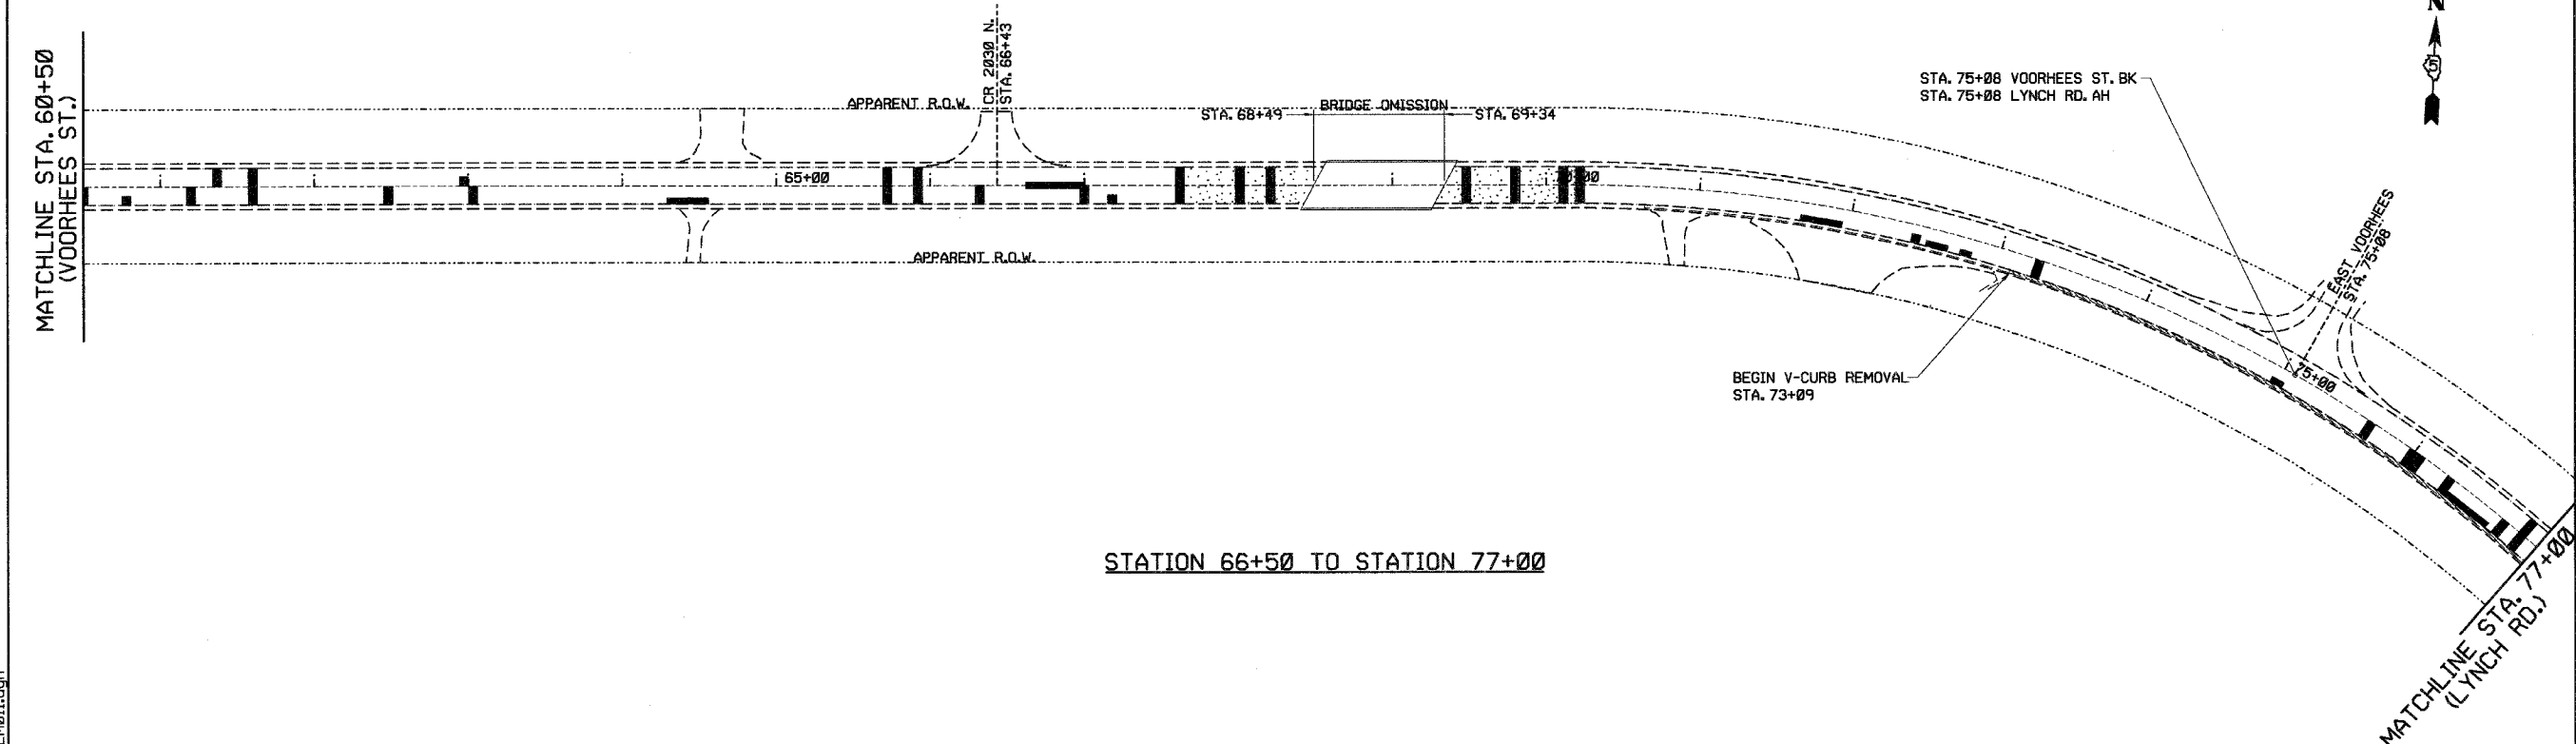 N
5
MATCHLINE STA. 60+50
(VOORHEES ST.)
CR 2030 N.
STA. 66+43
APPARENT R.O.W.
STA. 68+49
BRIDGE OMISSION
STA. 69+34
STA. 75+08 VOORHEES ST. BK
STA. 75+08 LYNCH RD. AH
65+00
EAST VOORHEES
STA. 75+08
APPARENT R.O.W.
BEGIN V-CURB REMOVAL
STA. 73+09
75+00
STATION 66+50 TO STATION 77+00
MATCHLINE STA. 77+00
(LYNCH RD.)